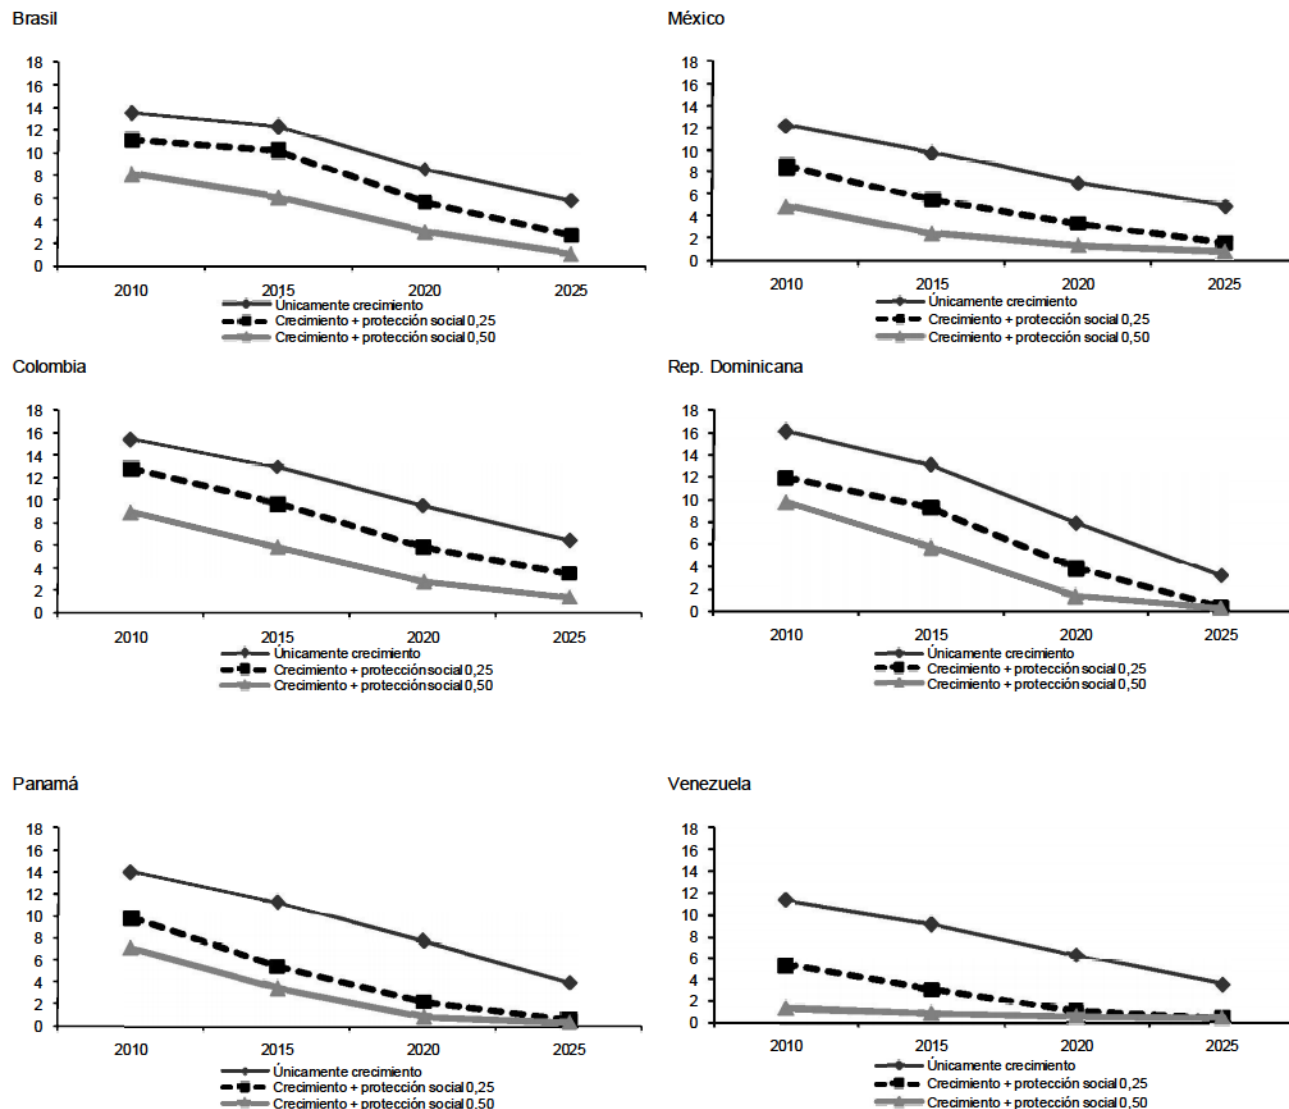 Brasil
18
16
14
12
10
8
6
4
2
0
2010 2015 2020 2025
Únicamente crecimiento
Crecimiento + protección social 0,25
Crecimiento + protección social 0,50
México
18
16
14
12
10
8
6
4
2
0
2010 2015 2020 2025
Únicamente crecimiento
Crecimiento + protección social 0,25
Crecimiento + protección social 0,50
Colombia
18
16
14
12
10
8
6
4
2
0
2010 2015 2020 2025
Únicamente crecimiento
Crecimiento + protección social 0,25
Crecimiento + protección social 0,50
Rep. Dominicana
18
16
14
12
10
8
6
4
2
0
2010 2015 2020 2025
Únicamente crecimiento
Crecimiento + protección social 0,25
Crecimiento + protección social 0,50
Panamá
18
16
14
12
10
8
6
4
2
0
2010 2015 2020 2025
Únicamente crecimiento
Crecimiento + protección social 0,25
Crecimiento + protección social 0,50
Venezuela
18
16
14
12
10
8
6
4
2
0
2010 2015 2020 2025
Únicamente crecimiento
Crecimiento + protección social 0,25
Crecimiento + protección social 0,50